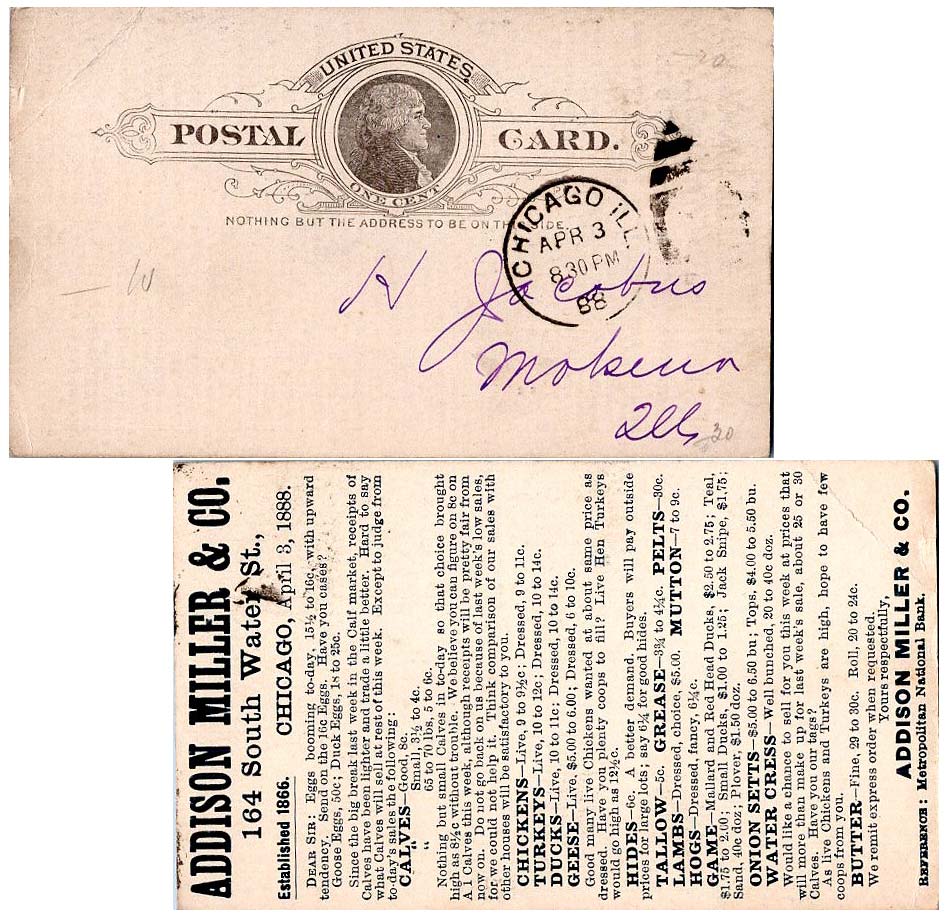 UNITED STATES
POSTAL CARD.
ONE CENT
NOTHING BUT THE ADDRESS TO BE ON THIS SIDE.
CHICAGO ILL.
APR 3
8 30 PM
88
W
H Jacobus
Mokena
Ills
20
ADDISON MILLER & CO.
164 South Water St.,
Established 1866. CHICAGO, April 3, 1888.
DEAR SIR: Eggs booming to-day, 15½ to 16c, with upward
tendency. Send on the 16c Eggs. Have you cases?
Goose Eggs, 50c; Duck Eggs, 18 to 25c.
Since the big break last week in the Calf market, receipts of
Calves have been lighter and trade a little better. Hard to say
what Calves will sell at rest of this week. Except to judge from
to-day's sales the following:
CALVES—Good, 8c.
" Small, 3½ to 4c.
" 65 to 70 lbs, 5 to 6c.
Nothing but small Calves in to-day so that choice brought
high as 8½c without trouble. We believe you can figure on 8c on
A 1 Calves this week, although receipts will be pretty fair from
now on. Do not go back on us because of last week's low sales,
for we could not help it. Think comparison of our sales with
other houses will be satisfactory to you.
CHICKENS—Live, 9 to 9½c; Dressed, 9 to 11c.
TURKEYS—Live, 10 to 12c; Dressed, 10 to 14c.
DUCKS—Live, 10 to 11c; Dressed, 10 to 14c.
GEESE—Live, $5.00 to 6.00; Dressed, 6 to 10c.
Good many live Chickens wanted at about same price as
dressed. Have you plenty coops to fill? Live Hen Turkeys
would go high as 12½c.
HIDES—6c. A better demand. Buyers will pay outside
prices for large lots; say 6¼ for good hides.
TALLOW—5c. GREASE—3¾ to 4¼c. PELTS—30c.
LAMBS—Dressed, choice, $5.00. MUTTON—7 to 9c.
HOGS—Dressed, fancy, 6½c.
GAME—Mallard and Red Head Ducks, $2.50 to 2.75; Teal,
$1.75 to 2.00; Small Ducks, $1.00 to 1.25; Jack Snipe, $1.75;
Sand, 40c doz; Plover, $1.50 doz.
ONION SETTS—$5.00 to 6.50 bu; Tops, $4.00 to 5.50 bu.
WATER CRESS—Well bunched, 20 to 40c doz.
Would like a chance to sell for you this week at prices that
will more than make up for last week's sale, about 25 or 30
Calves. Have you our tags?
As live Chickens and Turkeys are high, hope to have few
coops from you.
BUTTER—Fine, 29 to 30c. Roll, 20 to 24c.
We remit express order when requested.
Yours respectfully,
ADDISON MILLER & CO.
REFERENCE: Metropolitan National Bank.